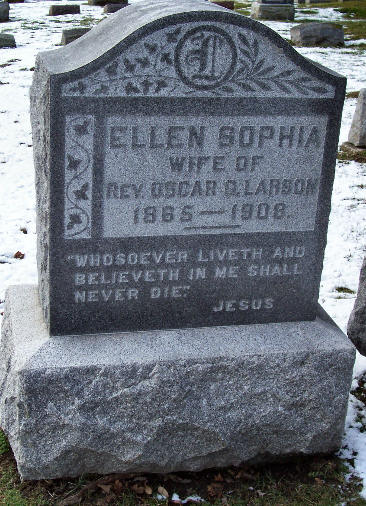 L
ELLEN SOPHIA
WIFE OF
REV. OSCAR O. LARSON
1865 — 1908
"WHOSOEVER LIVETH AND
BELIEVETH IN ME SHALL
NEVER DIE."
JESUS